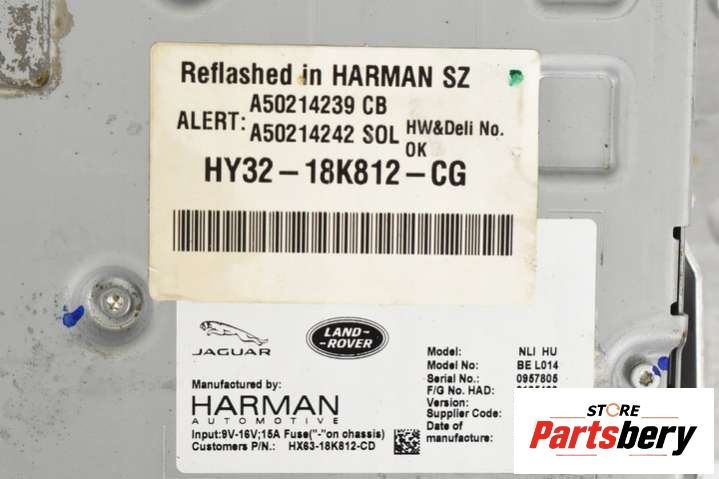 Reflashed in HARMAN SZ
A50214239 CB
ALERT:
A50214242 SOL HW&Deli No.
OK
HY32-18K812-CG
JAGUAR
LAND-
-ROVER
Manufactured by:
HARMAN
AUTOMOTIVE
Input:9V-16V;15A Fuse("-"on chassis)
Customers P/N.: HX63-18K812-CD
Model: NLI HU
Model No: BE L014
Serial No.: 0957805
F/G No. HAD:
Version:
Supplier Code:
Date of
manufacture:
STORE
Partsbery